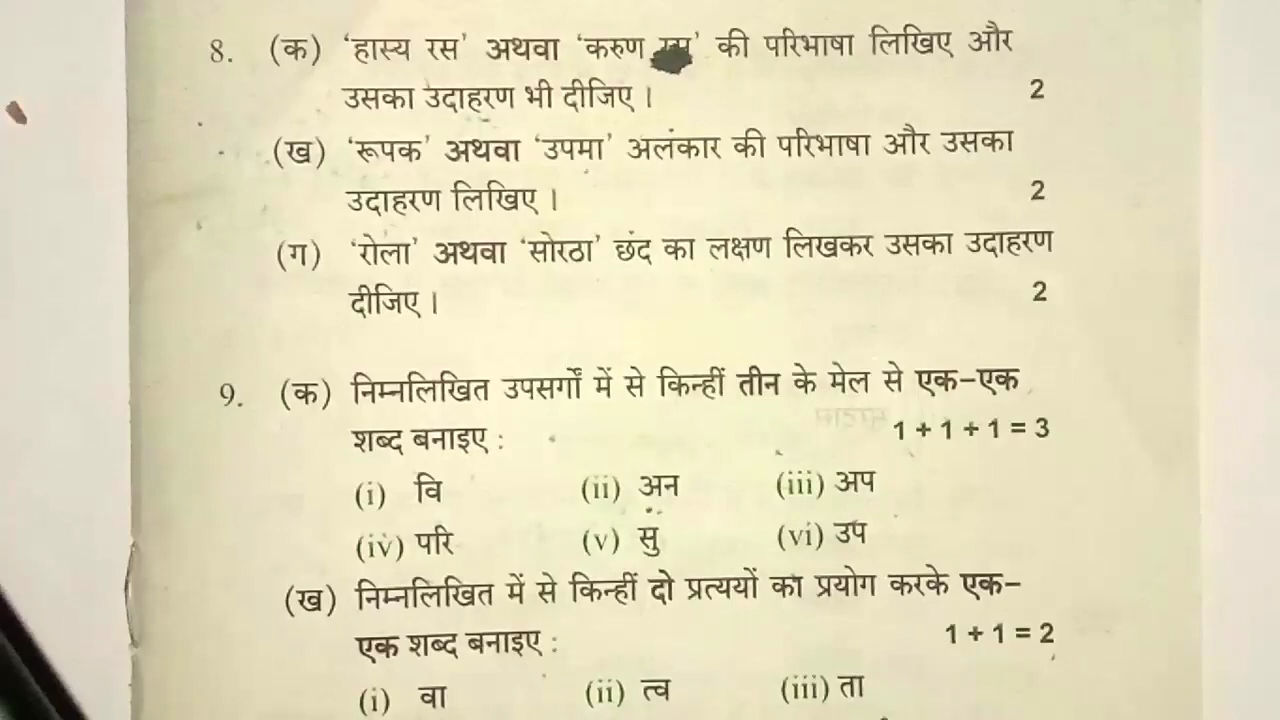 8. (क) ‘हास्य रस’ अथवा ‘करुण ’ की परिभाषा लिखिए और
उसका उदाहरण भी दीजिए। 2
(ख) ‘रूपक’ अथवा ‘उपमा’ अलंकार की परिभाषा और उसका
उदाहरण लिखिए। 2
(ग) ‘रोला’ अथवा ‘सोरठा’ छंद का लक्षण लिखकर उसका उदाहरण
दीजिए। 2
9. (क) निम्नलिखित उपसर्गों में से किन्हीं तीन के मेल से एक-एक
शब्द बनाइए : 1 + 1 + 1 = 3
(i) वि (ii) अन (iii) अप
(iv) परि (v) सु (vi) उप
(ख) निम्नलिखित में से किन्हीं दो प्रत्ययों का प्रयोग करके एक-
एक शब्द बनाइए : 1 + 1 = 2
(i) वा (ii) त्व (iii) ता